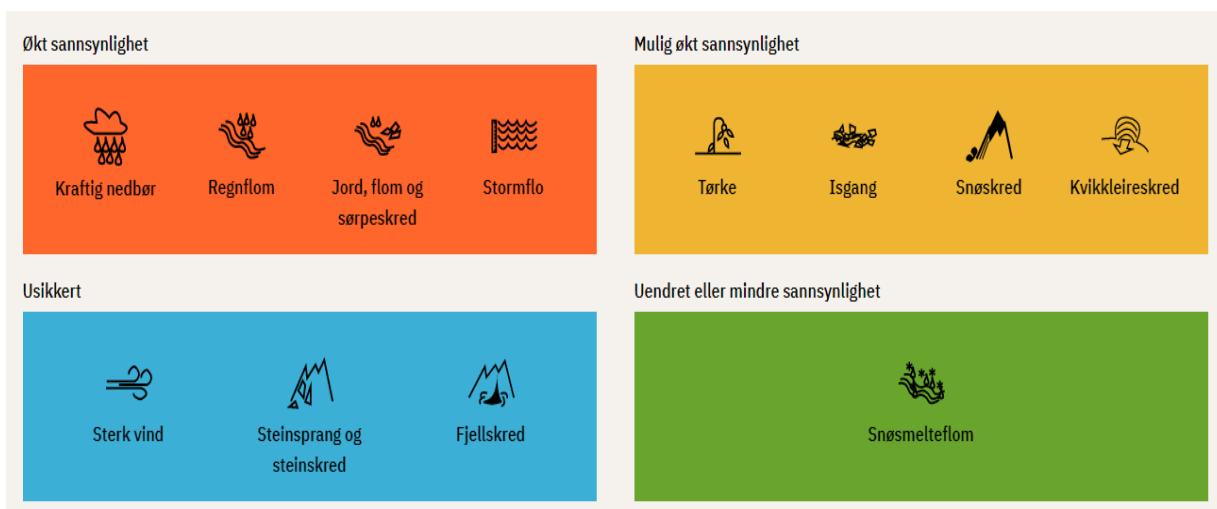 Økt sannsynlighet
Kraftig nedbør
Regnflom
Jord, flom og
sørpeskred
Stormflo
Mulig økt sannsynlighet
Tørke
Isgang
Snøskred
Kvikkleireskred
Usikkert
Sterk vind
Steinsprang og
steinskred
Fjellskred
Uendret eller mindre sannsynlighet
Snøsmelteflom